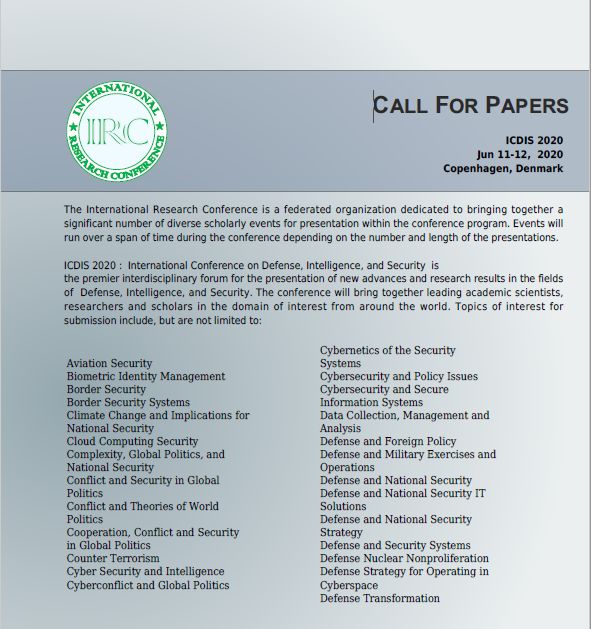 INTERNATIONAL
IRC
RESEARCH CONFERENCE
CALL FOR PAPERS
ICDIS 2020
Jun 11-12, 2020
Copenhagen, Denmark
The International Research Conference is a federated organization dedicated to bringing together a
significant number of diverse scholarly events for presentation within the conference program. Events will
run over a span of time during the conference depending on the number and length of the presentations.
ICDIS 2020 : International Conference on Defense, Intelligence, and Security is
the premier interdisciplinary forum for the presentation of new advances and research results in the fields
of Defense, Intelligence, and Security. The conference will bring together leading academic scientists,
researchers and scholars in the domain of interest from around the world. Topics of interest for
submission include, but are not limited to:
Aviation Security
Biometric Identity Management
Border Security
Border Security Systems
Climate Change and Implications for
National Security
Cloud Computing Security
Complexity, Global Politics, and
National Security
Conflict and Security in Global
Politics
Conflict and Theories of World
Politics
Cooperation, Conflict and Security
in Global Politics
Counter Terrorism
Cyber Security and Intelligence
Cyberconflict and Global Politics
Cybernetics of the Security
Systems
Cybersecurity and Policy Issues
Cybersecurity and Secure
Information Systems
Data Collection, Management and
Analysis
Defense and Foreign Policy
Defense and Military Exercises and
Operations
Defense and National Security
Defense and National Security IT
Solutions
Defense and National Security
Strategy
Defense and Security Systems
Defense Nuclear Nonproliferation
Defense Strategy for Operating in
Cyberspace
Defense Transformation